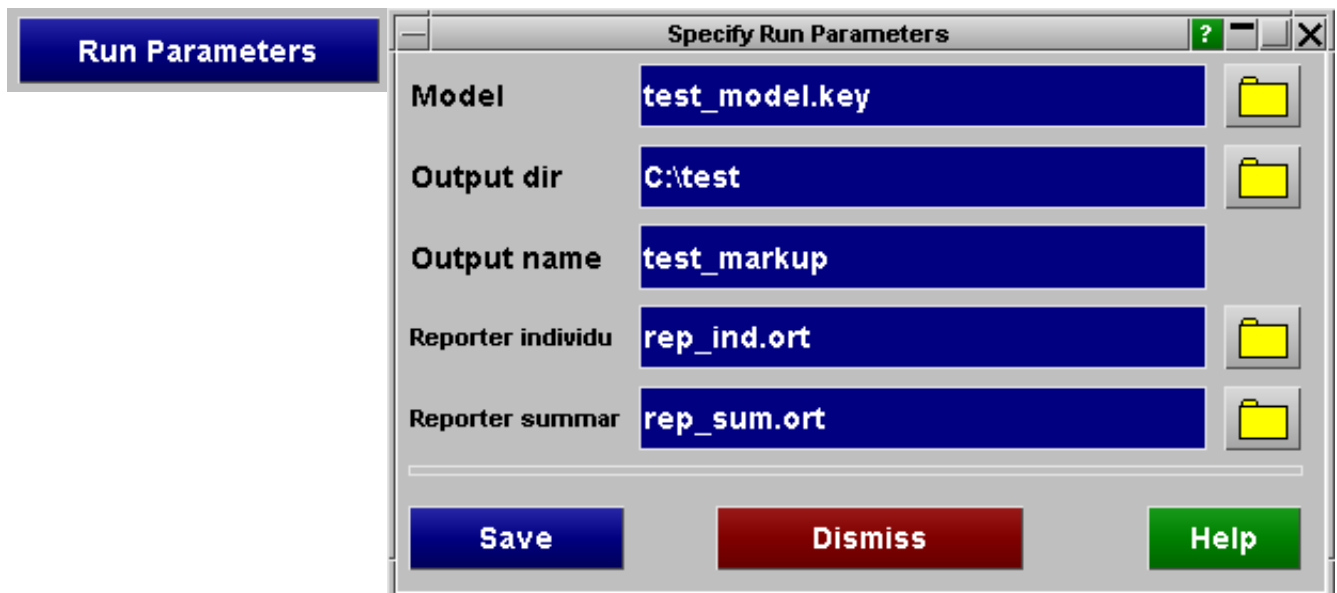 Run Parameters
Specify Run Parameters ?
Model test_model.key
Output dir C:\test
Output name test_markup
Reporter individu rep_ind.ort
Reporter summar rep_sum.ort
Save Dismiss Help